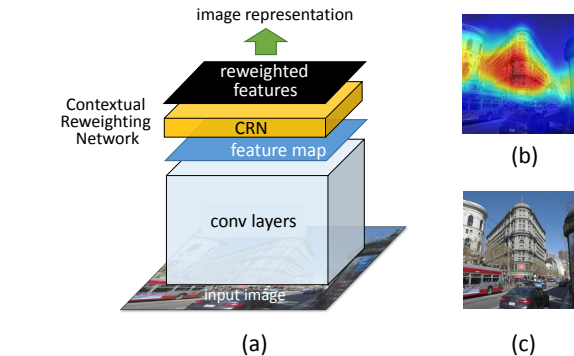 image representation
reweighted
features
Contextual
Reweighting
Network
CRN
feature map
conv layers
input image
(a)
(b)
(c)